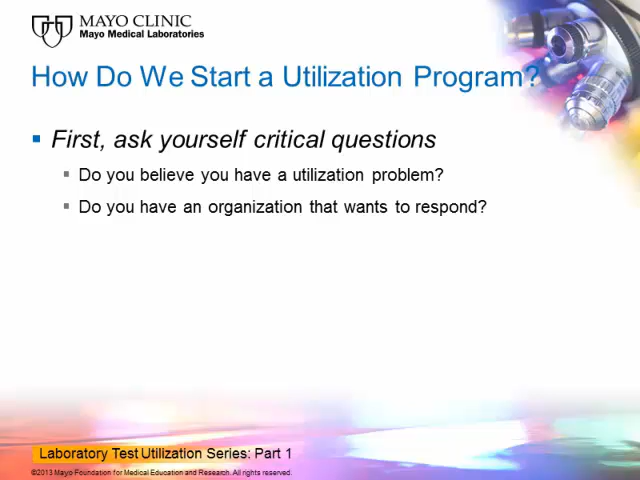 MAYO CLINIC
Mayo Medical Laboratories
How Do We Start a Utilization Program?
First, ask yourself critical questions
Do you believe you have a utilization problem?
Do you have an organization that wants to respond?
Laboratory Test Utilization Series: Part 1
©2013 Mayo Foundation for Medical Education and Research. All rights reserved.